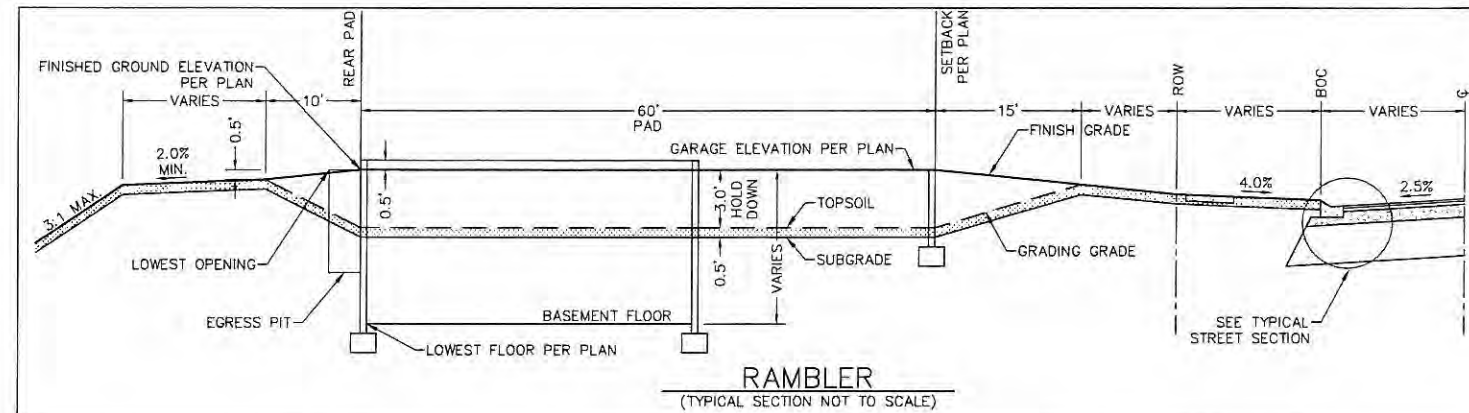 REAR PAD
SETBACK
PER PLAN
FINISHED GROUND ELEVATION
PER PLAN
VARIES
10'
60'
PAD
15'
VARIES
ROW
VARIES
BOC
VARIES
℄
0.5'
2.0%
MIN.
3:1 MAX.
GARAGE ELEVATION PER PLAN
FINISH GRADE
4.0%
2.5%
0.5'
3.0'
HOLD
DOWN
TOPSOIL
LOWEST OPENING
SUBGRADE
GRADING GRADE
0.5'
VARIES
EGRESS PIT
BASEMENT FLOOR
LOWEST FLOOR PER PLAN
SEE TYPICAL
STREET SECTION
RAMBLER
(TYPICAL SECTION NOT TO SCALE)